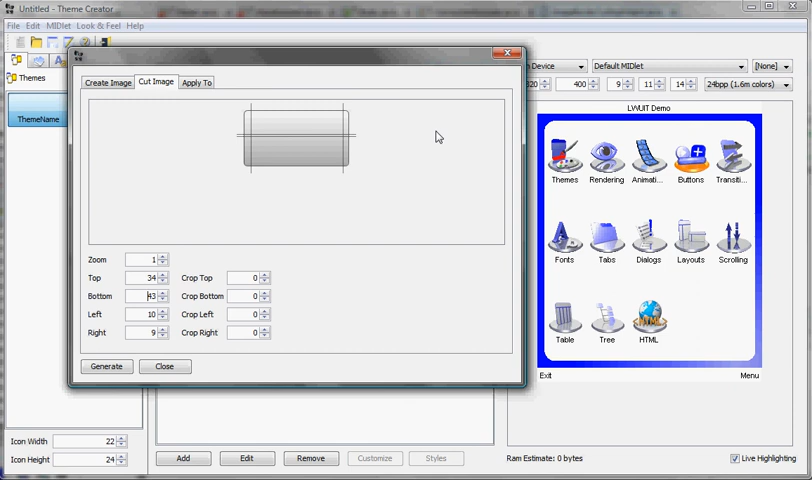 Untitled - Theme Creator
File Edit MIDlet Look & Feel Help
Themes
ThemeName
Create Image Cut Image Apply To
Zoom 1
Top 34 Crop Top 0
Bottom 43 Crop Bottom 0
Left 10 Crop Left 0
Right 9 Crop Right 0
Generate Close
Device Default MIDlet [None]
320 400 9 11 14 24bpp (1.6m colors)
LWUIT Demo
Themes Rendering Animati... Buttons Transiti...
Fonts Tabs Dialogs Layouts Scrolling
Table Tree HTML
HTML
Exit Menu
Icon Width 22
Icon Height 24
Add Edit Remove Customize Styles
Ram Estimate: 0 bytes Live Highlighting